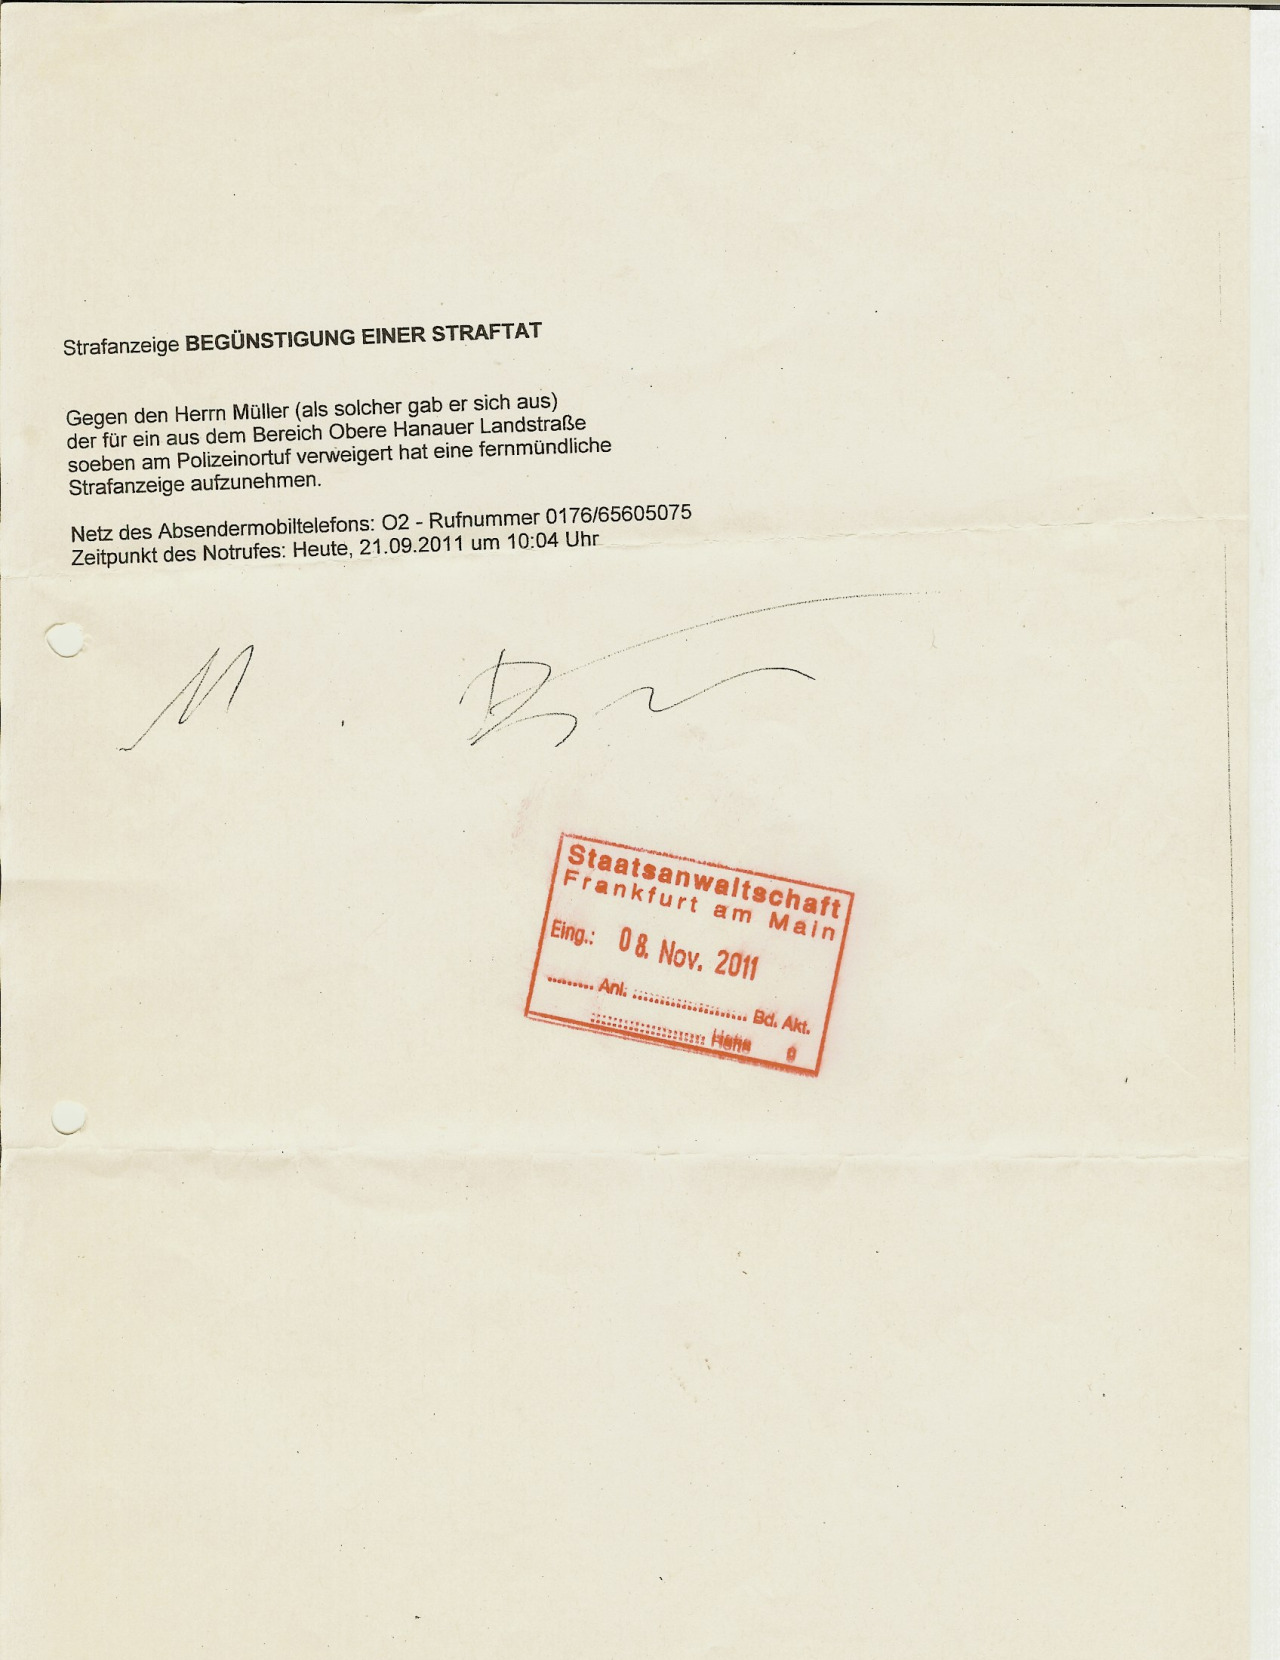 Strafanzeige BEGÜNSTIGUNG EINER STRAFTAT
Gegen den Herrn Müller (als solcher gab er sich aus)
der für ein aus dem Bereich Obere Hanauer Landstraße
soeben am Polizeinortuf verweigert hat eine fernmündliche
Strafanzeige aufzunehmen.
Netz des Absendermobiltelefons: O2 - Rufnummer 0176/65605075
Zeitpunkt des Notrufes: Heute, 21.09.2011 um 10:04 Uhr
Staatsanwaltschaft
Frankfurt am Main
Eing.: 08. Nov. 2011
......... Anl. ...................... Bd. Akt.